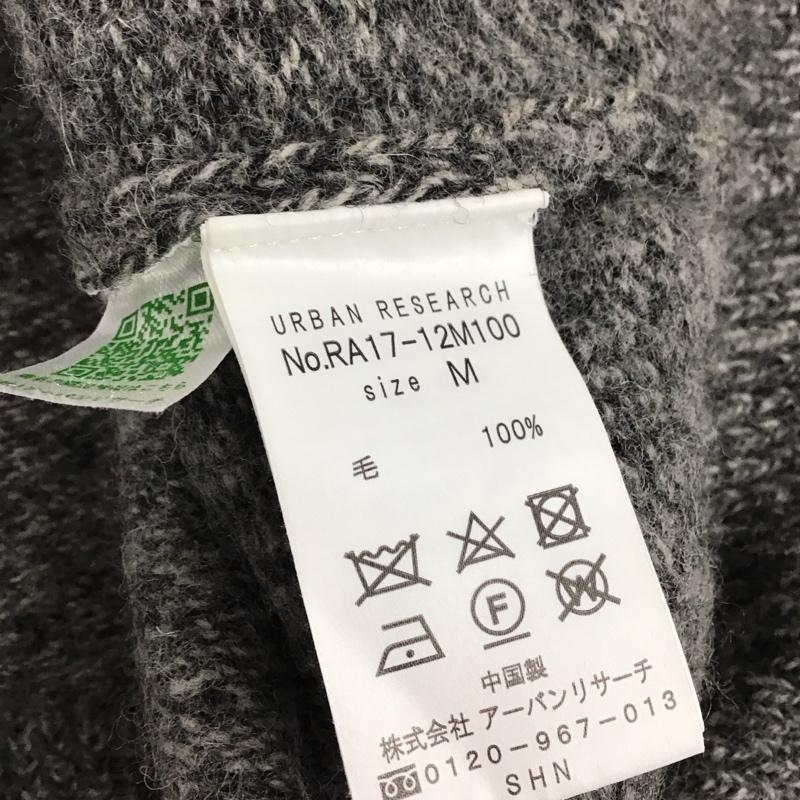 URBAN RESEARCH
No.RA17-12M100
size M
毛 100%
F
W
中国製
株式会社 アーバンリサーチ
0120-967-013
SHN